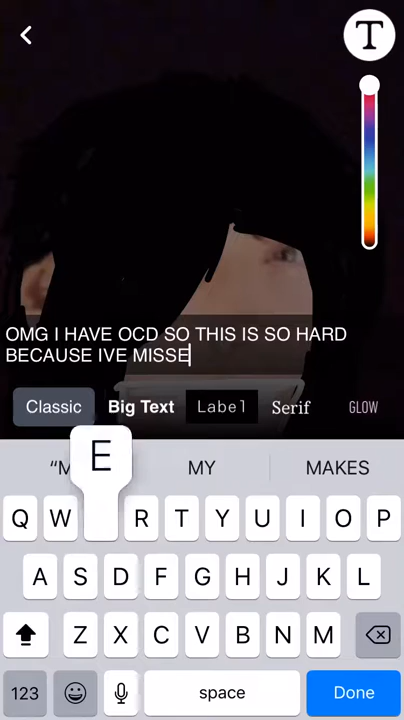 T
OMG I HAVE OCD SO THIS IS SO HARD
BECAUSE IVE MISSE
Classic Big Text Label Serif GLOW
“M MY MAKES
E
Q W R T Y U I O P
A S D F G H J K L
Z X C V B N M
123 space Done